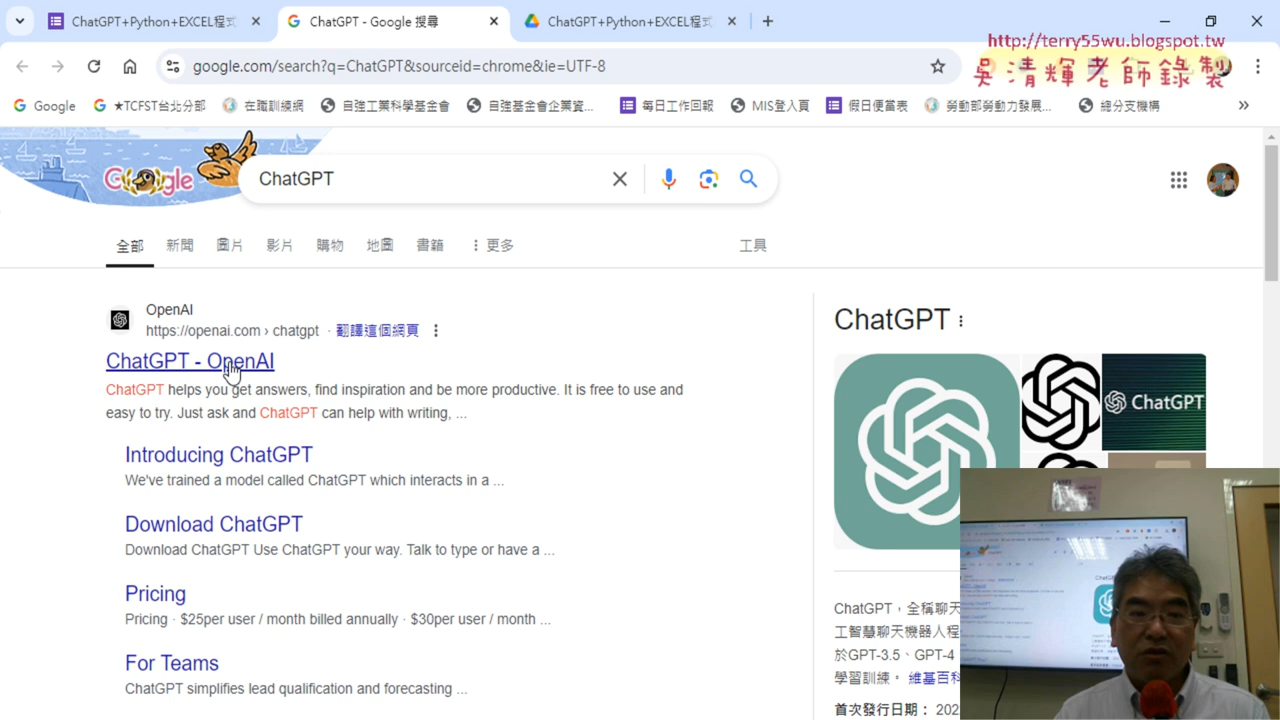 ChatGPT+Python+EXCEL程式
ChatGPT - Google 搜尋
ChatGPT+Python+EXCEL程式
http://terry55wu.blogspot.tw
吳清輝老師錄製
google.com/search?q=ChatGPT&sourceid=chrome&ie=UTF-8
Google
★TCFST台北分部
在職訓練網
自強工業科學基金會
自強基金會企業資...
每日工作回報
MIS登入頁
假日便當表
勞動部勞動力發展...
總分支機構
Google
ChatGPT
全部
新聞
圖片
影片
購物
地圖
書籍
更多
工具
OpenAI
https://openai.com › chatgpt · 翻譯這個網頁
ChatGPT - OpenAI
ChatGPT helps you get answers, find inspiration and be more productive. It is free to use and
easy to try. Just ask and ChatGPT can help with writing, ...
Introducing ChatGPT
We've trained a model called ChatGPT which interacts in a ...
Download ChatGPT
Download ChatGPT Use ChatGPT your way. Talk to type or have a ...
Pricing
Pricing · $25per user / month billed annually · $30per user / month ...
For Teams
ChatGPT simplifies lead qualification and forecasting ...
ChatGPT
ChatGPT
ChatGPT，全稱聊天
工智慧聊天機器人程
於GPT-3.5、GPT-4
學習訓練。 維基百科
首次發行日期： 202